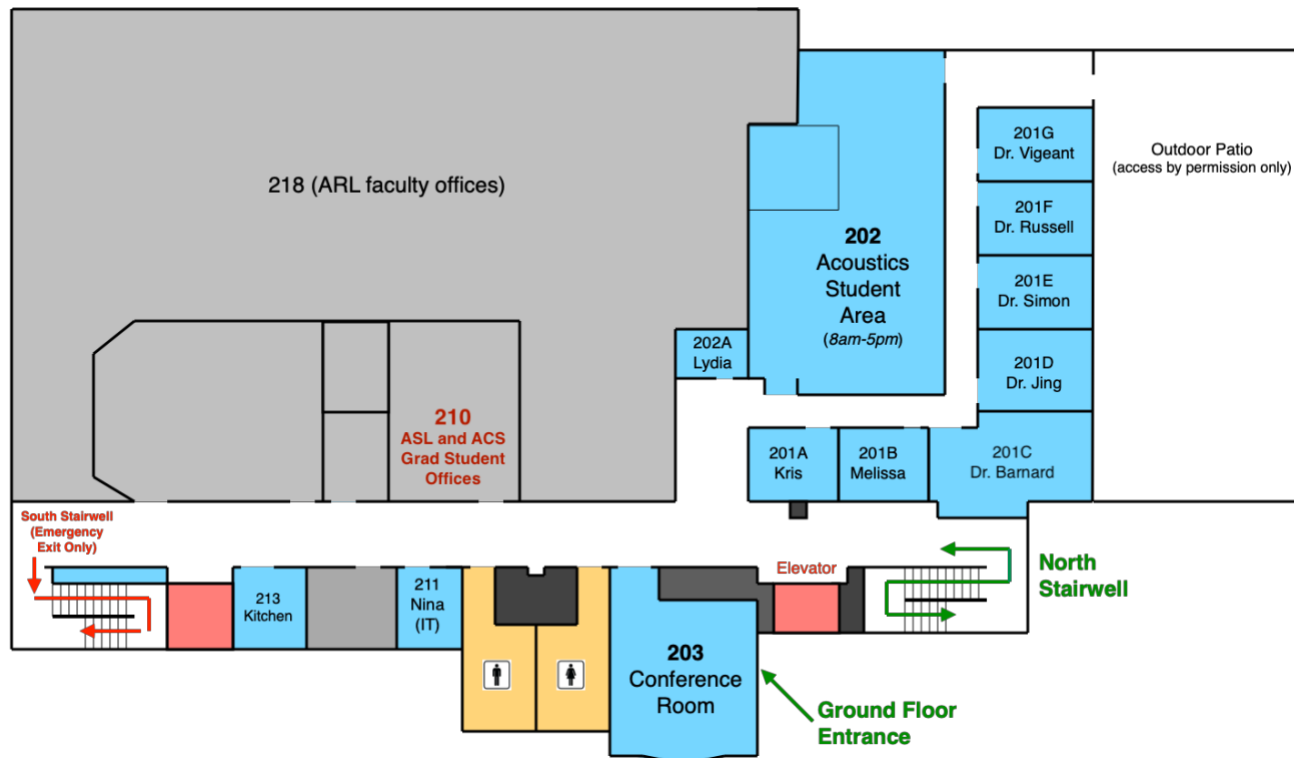 218 (ARL faculty offices)
202
Acoustics
Student
Area
(8am-5pm)
201G
Dr. Vigeant
201F
Dr. Russell
201E
Dr. Simon
201D
Dr. Jing
Outdoor Patio
(access by permission only)
202A
Lydia
210
ASL and ACS
Grad Student
Offices
201A
Kris
201B
Melissa
201C
Dr. Barnard
South Stairwell
(Emergency
Exit Only)
213
Kitchen
211
Nina
(IT)
Elevator
North
Stairwell
203
Conference
Room
Ground Floor
Entrance